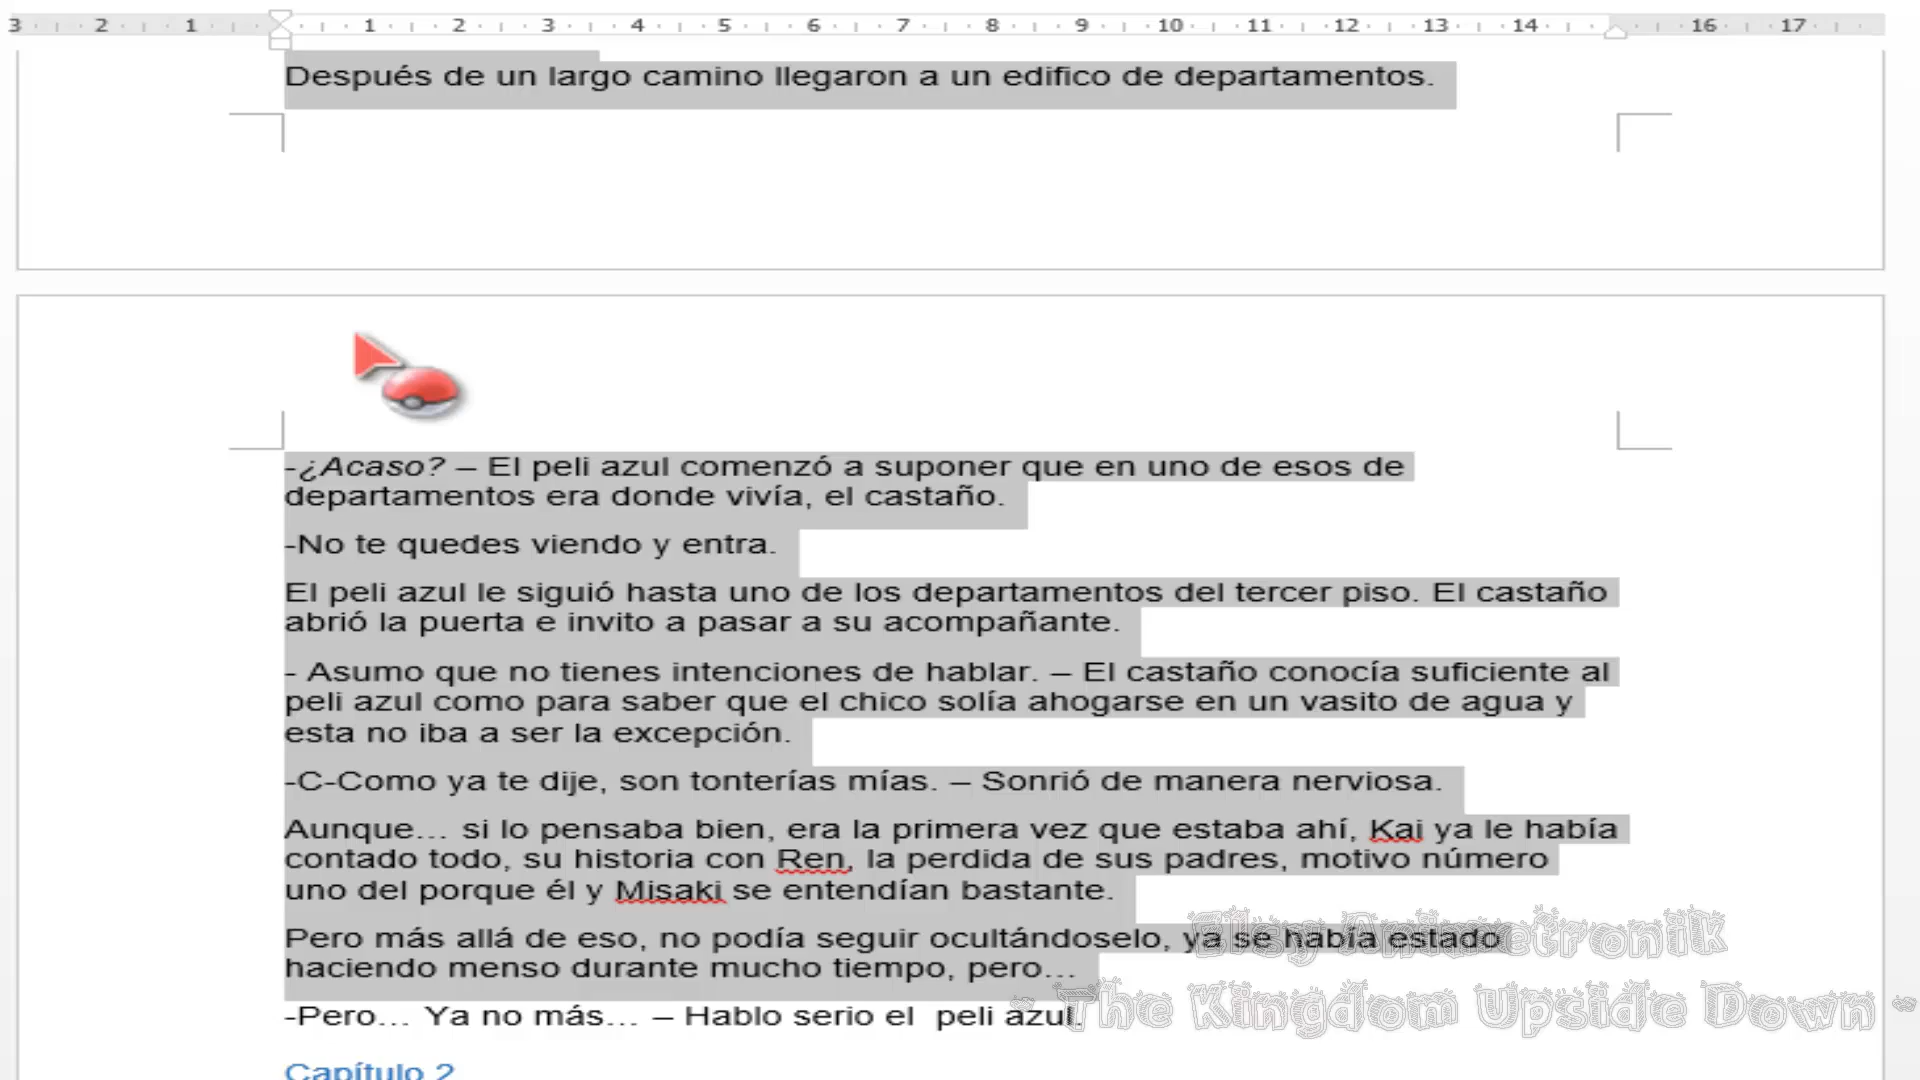 3 2 1 1 2 3 4 5 6 7 8 9 10 11 12 13 14 16 17
Después de un largo camino llegaron a un edifico de departamentos.
-¿Acaso? – El peli azul comenzó a suponer que en uno de esos de
departamentos era donde vivía, el castaño.
-No te quedes viendo y entra.
El peli azul le siguió hasta uno de los departamentos del tercer piso. El castaño
abrió la puerta e invito a pasar a su acompañante.
- Asumo que no tienes intenciones de hablar. – El castaño conocía suficiente al
peli azul como para saber que el chico solía ahogarse en un vasito de agua y
esta no iba a ser la excepción.
-C-Como ya te dije, son tonterías mías. – Sonrió de manera nerviosa.
Aunque… si lo pensaba bien, era la primera vez que estaba ahí, Kai ya le había
contado todo, su historia con Ren, la perdida de sus padres, motivo número
uno del porque él y Misaki se entendían bastante.
Pero más allá de eso, no podía seguir ocultándoselo, ya se había estado
haciendo menso durante mucho tiempo, pero…
-Pero… Ya no más… – Hablo serio el  peli azul.
~ The Kingdom Upside Down ~
Capítulo 2